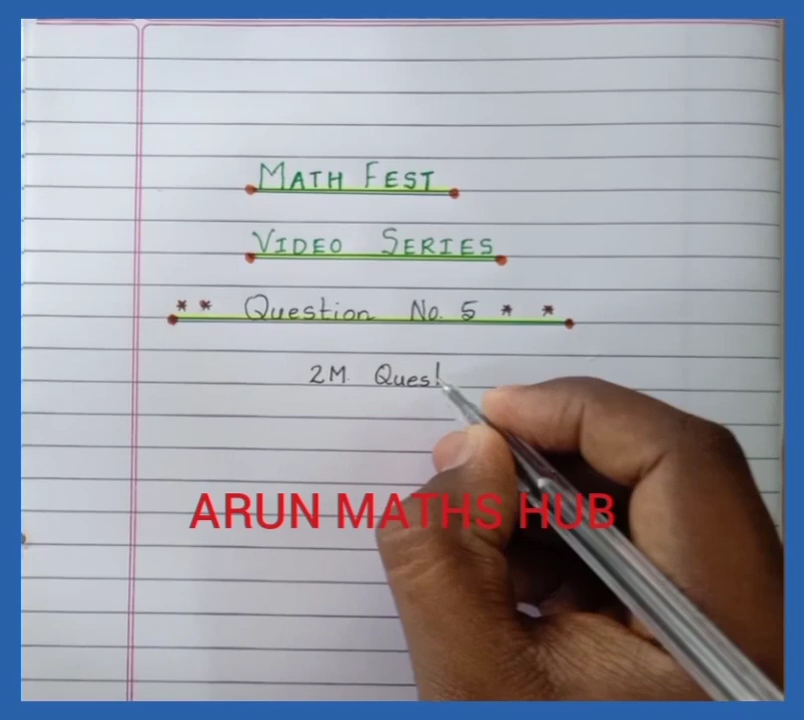 MATH FEST
VIDEO SERIES
** Question No. 5 * *
2M. Ques
ARUN MATHS HUB